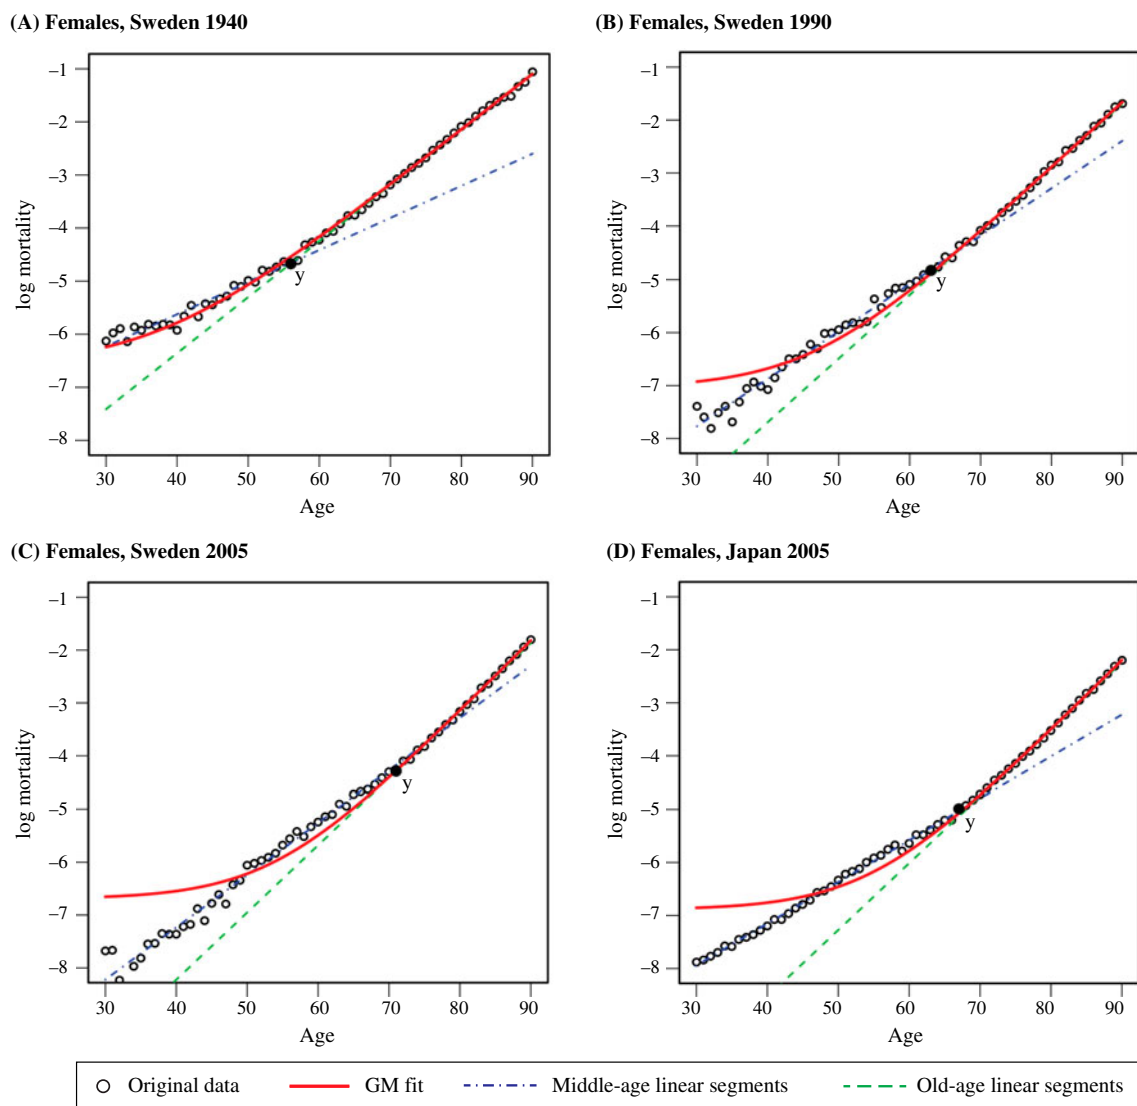 (A) Females, Sweden 1940
(B) Females, Sweden 1990
–1
–2
–3
–4
–5
–6
–7
–8
log mortality
y
30 40 50 60 70 80 90
Age
–1
–2
–3
–4
–5
–6
–7
–8
log mortality
y
30 40 50 60 70 80 90
Age
(C) Females, Sweden 2005
(D) Females, Japan 2005
–1
–2
–3
–4
–5
–6
–7
–8
log mortality
y
30 40 50 60 70 80 90
Age
–1
–2
–3
–4
–5
–6
–7
–8
log mortality
y
30 40 50 60 70 80 90
Age
Original data GM fit Middle-age linear segments Old-age linear segments